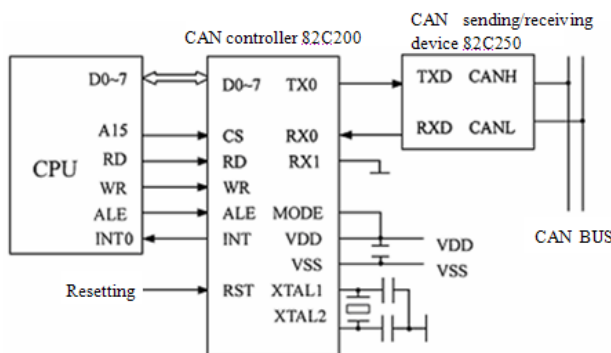 CAN sending/receiving
device 82C250
CAN controller 82C200
D0~7
D0~7 TX0
TXD CANH
A15
CS RX0
RXD CANL
CPU
RD
RD RX1
WR
WR
ALE
ALE MODE
INT0
INT VDD
VDD
CAN BUS
VSS
VSS
Resetting
RST XTAL1
XTAL2